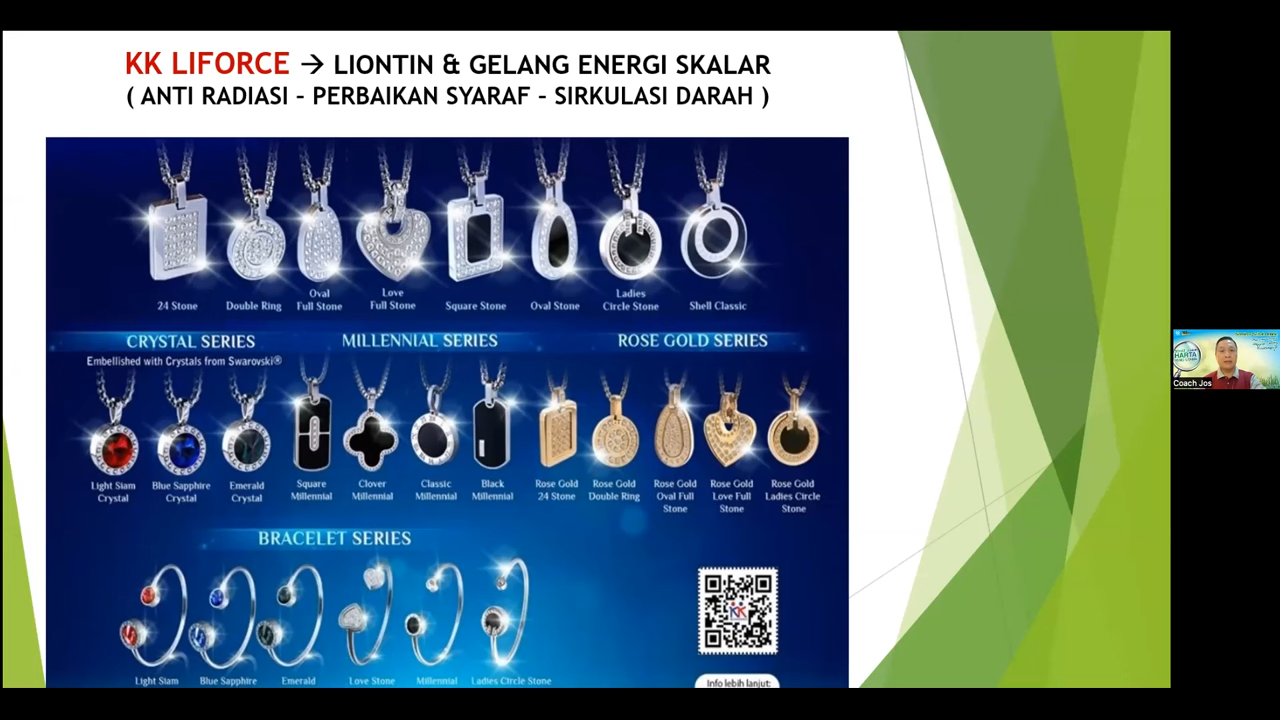 KK LIFORCE → LIONTIN & GELANG ENERGI SKALAR
( ANTI RADIASI – PERBAIKAN SYARAF – SIRKULASI DARAH )
24 Stone
Double Ring
Oval
Full Stone
Love
Full Stone
Square Stone
Oval Stone
Ladies
Circle Stone
Shell Classic
CRYSTAL SERIES
Embellished with Crystals from Swarovski®
MILLENNIAL SERIES
ROSE GOLD SERIES
Light Siam
Crystal
Blue Sapphire
Crystal
Emerald
Crystal
Square
Millennial
Clover
Millennial
Classic
Millennial
Black
Millennial
Rose Gold
24 Stone
Rose Gold
Double Ring
Rose Gold
Oval Full
Stone
Rose Gold
Love Full
Stone
Rose Gold
Ladies Circle
Stone
BRACELET SERIES
Light Siam
Blue Sapphire
Emerald
Love Stone
Millennial
Ladies Circle Stone
KK
Info lebih lanjut:
HARTA
Coach Jos